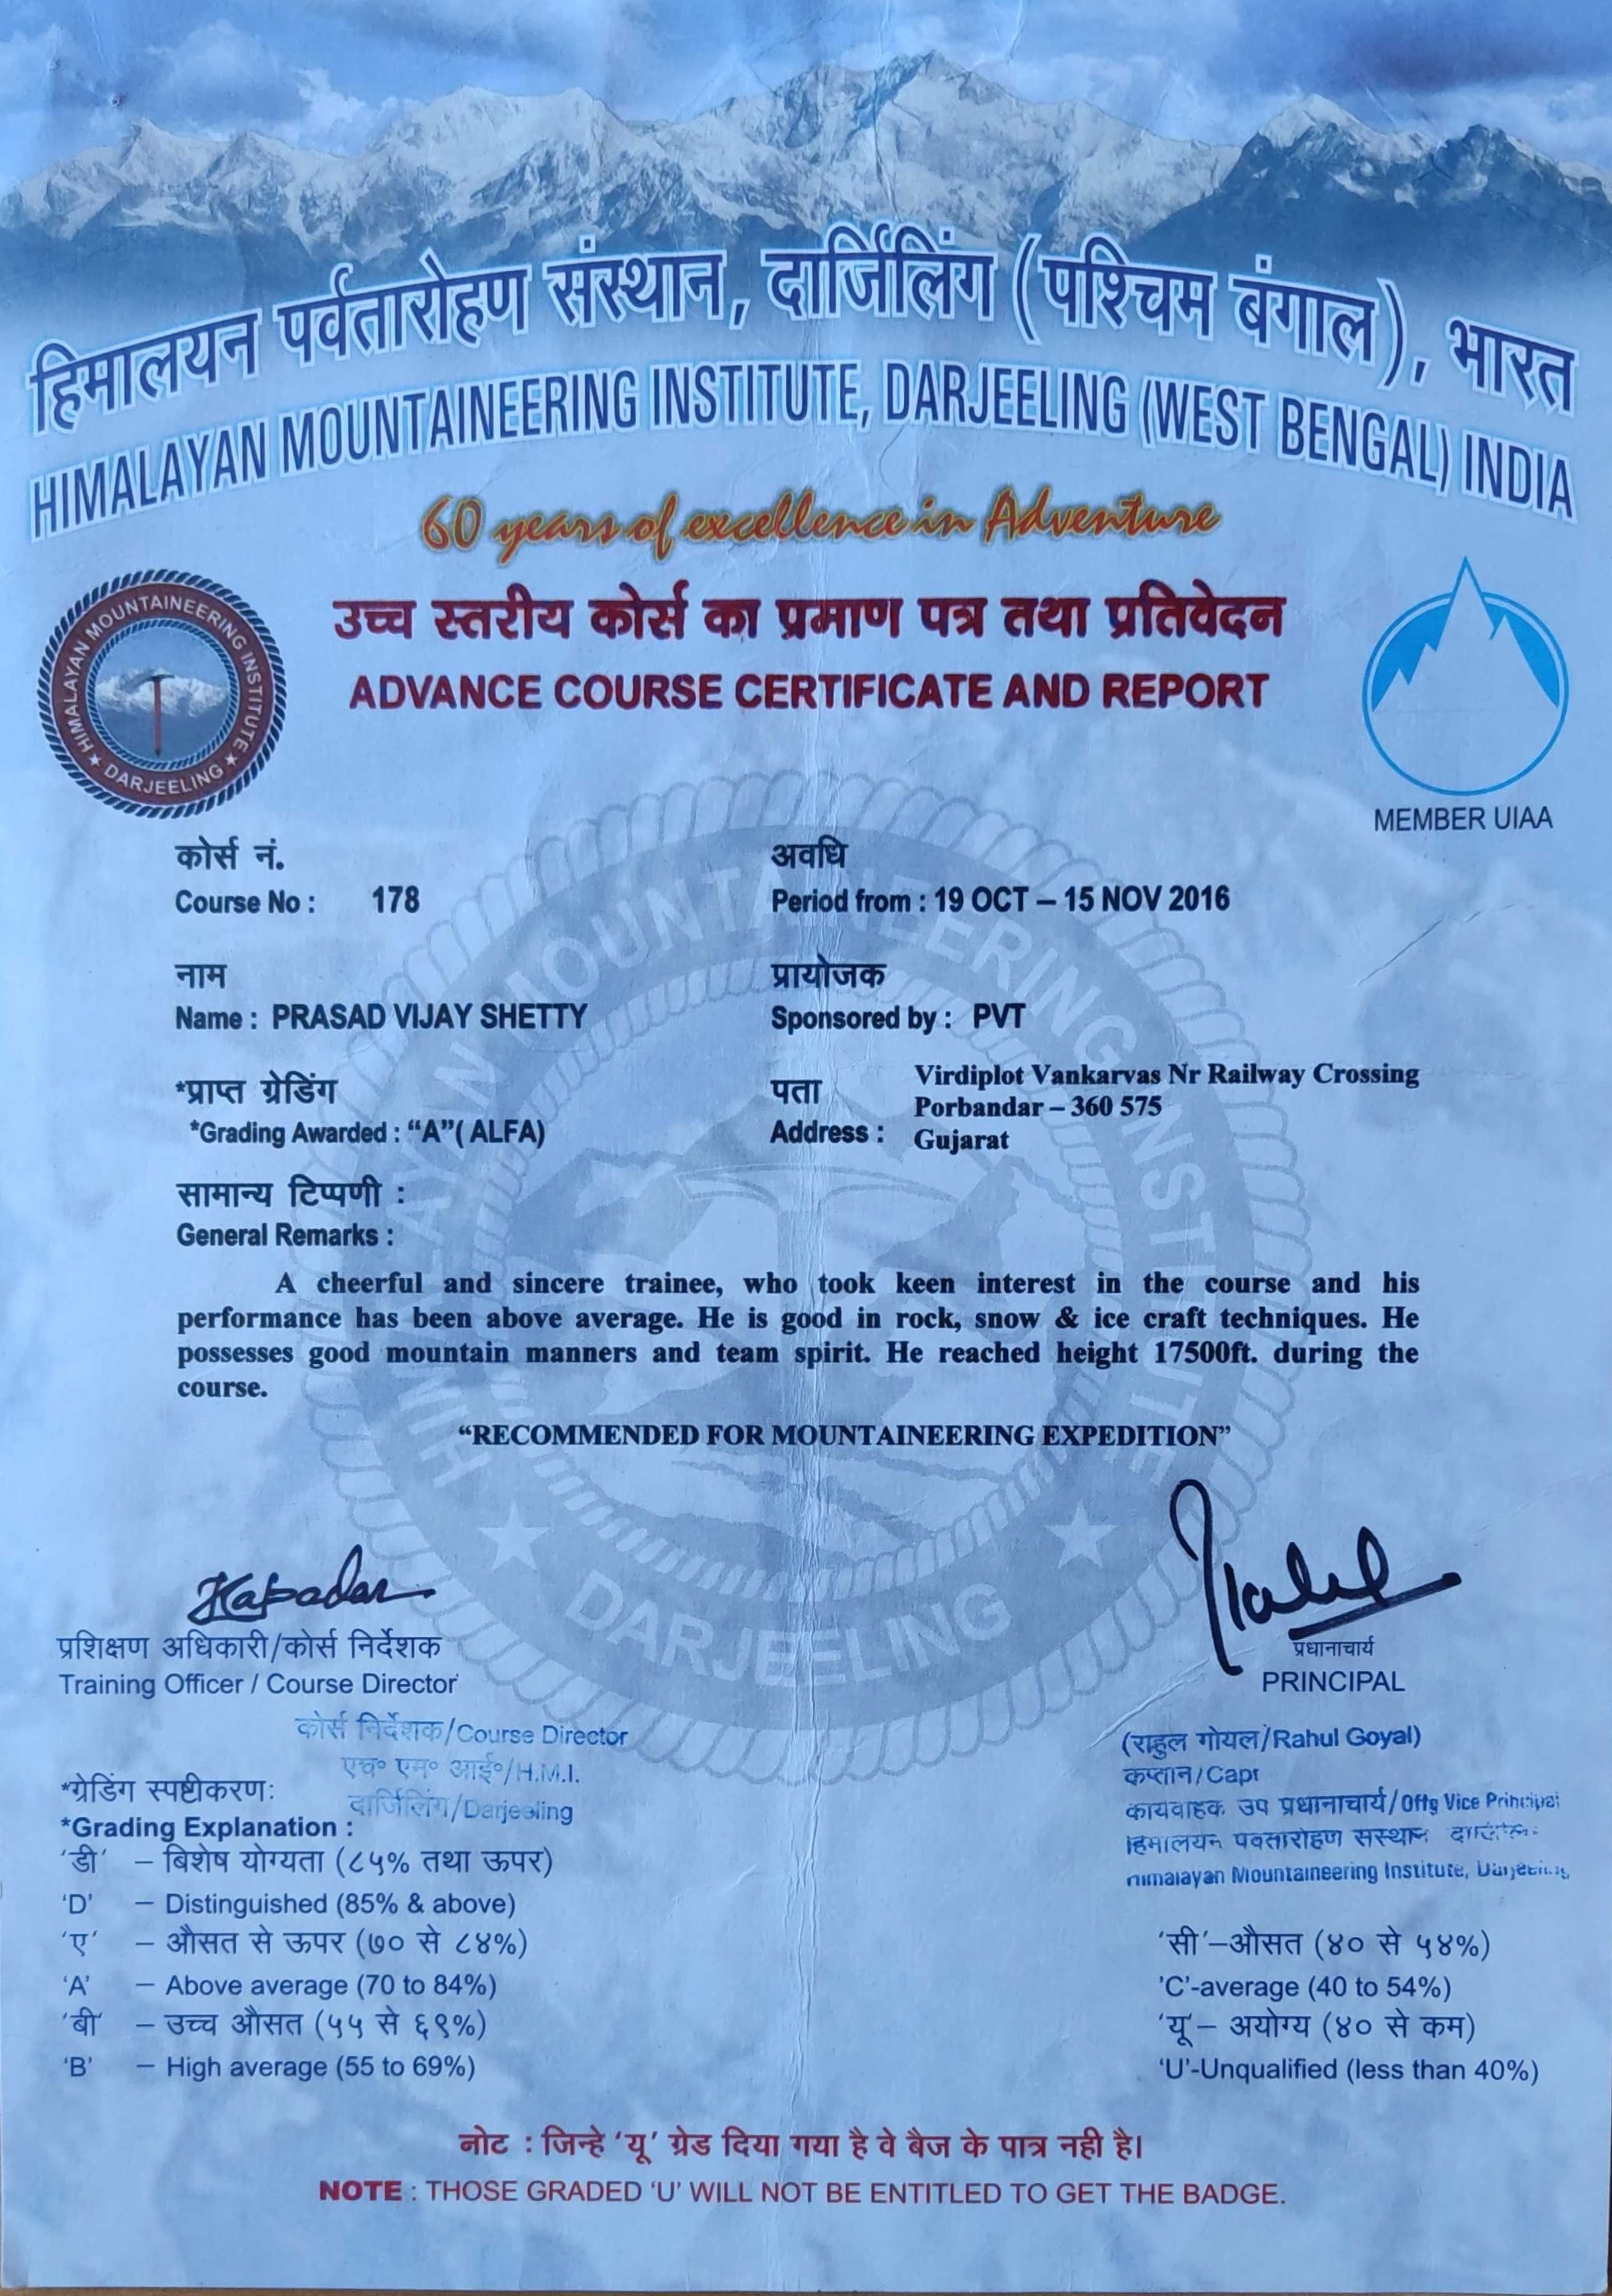 हिमालयन पर्वतारोहण संस्थान, दार्जिलिंग (पश्चिम बंगाल), भारत
HIMALAYAN MOUNTAINEERING INSTITUTE, DARJEELING (WEST BENGAL) INDIA
60 years of excellence in Adventure
उच्च स्तरीय कोर्स का प्रमाण पत्र तथा प्रतिवेदन
ADVANCE COURSE CERTIFICATE AND REPORT
HIMALAYAN MOUNTAINEERING INSTITUTE
★ DARJEELING ★
MEMBER UIAA
कोर्स नं.
Course No : 178
अवधि
Period from : 19 OCT – 15 NOV 2016
नाम
Name : PRASAD VIJAY SHETTY
प्रायोजक
Sponsored by : PVT
*प्राप्त ग्रेडिंग
*Grading Awarded : “A”( ALFA)
पता
Address :
Virdiplot Vankarvas Nr Railway Crossing
Porbandar – 360 575
Gujarat
सामान्य टिप्पणी :
General Remarks :
A cheerful and sincere trainee, who took keen interest in the course and his
performance has been above average. He is good in rock, snow & ice craft techniques. He
possesses good mountain manners and team spirit. He reached height 17500ft. during the
course.
“RECOMMENDED FOR MOUNTAINEERING EXPEDITION”
प्रशिक्षण अधिकारी/कोर्स निर्देशक
Training Officer / Course Director
कोर्स निर्देशक/Course Director
एच० एम० आई०/H.M.I.
दार्जिलिंग/Darjeeling
प्रधानाचार्य
PRINCIPAL
(राहुल गोयल/Rahul Goyal)
कप्तान/Capt
कार्यवाहक उप प्रधानाचार्य/Offg Vice Principal
हिमालयन पर्वतारोहण संस्थान
Himalayan Mountaineering Institute, Darjeeling
*ग्रेडिंग स्पष्टीकरण:
*Grading Explanation :
‘डी’ – बिशेष योग्यता (८५% तथा ऊपर)
‘D’ – Distinguished (85% & above)
‘ए’ – औसत से ऊपर (७० से ८४%)
‘A’ – Above average (70 to 84%)
‘बी’ – उच्च औसत (५५ से ६९%)
‘B’ – High average (55 to 69%)
‘सी’–औसत (४० से ५४%)
'C'-average (40 to 54%)
‘यू’– अयोग्य (४० से कम)
‘U’-Unqualified (less than 40%)
नोट : जिन्हे ‘यू’ ग्रेड दिया गया है वे बैज के पात्र नही है।
NOTE : THOSE GRADED ‘U’ WILL NOT BE ENTITLED TO GET THE BADGE.